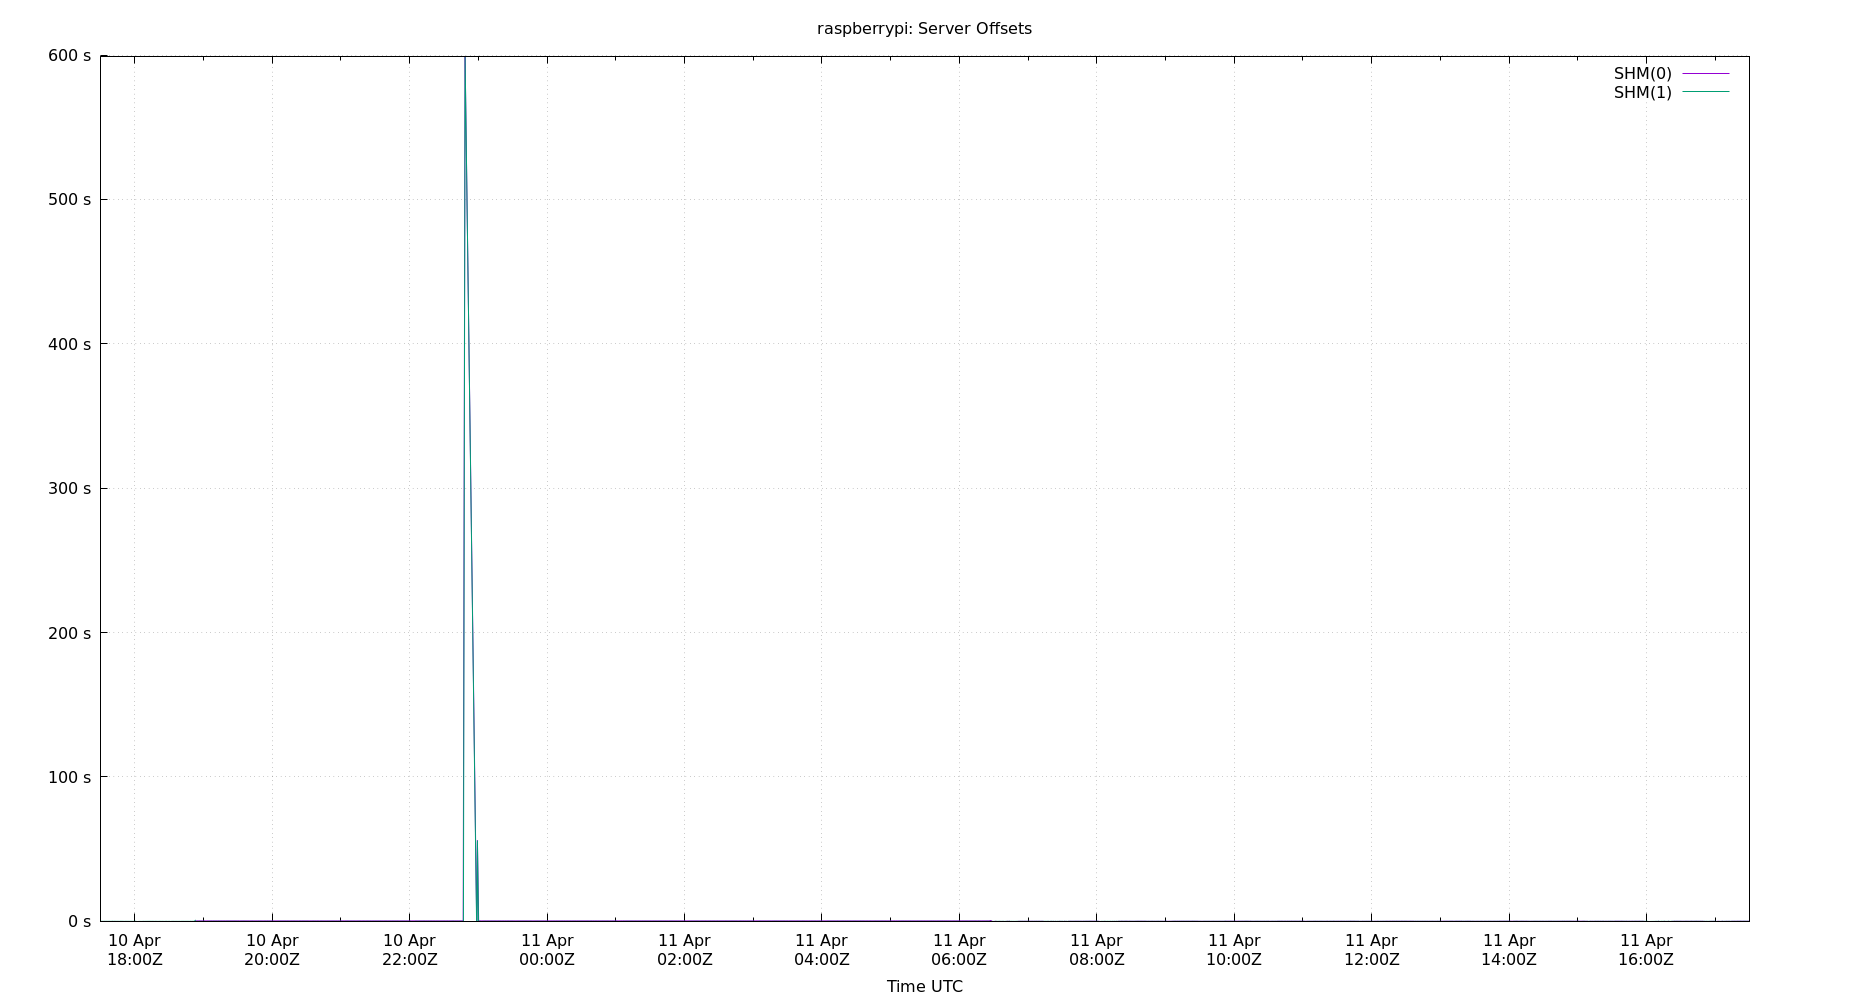 raspberrypi: Server Offsets
600 s
500 s
400 s
300 s
200 s
100 s
0 s
SHM(0)
SHM(1)
10 Apr 10 Apr 10 Apr 11 Apr 11 Apr 11 Apr 11 Apr 11 Apr 11 Apr 11 Apr 11 Apr 11 Apr
18:00Z 20:00Z 22:00Z 00:00Z 02:00Z 04:00Z 06:00Z 08:00Z 10:00Z 12:00Z 14:00Z 16:00Z
Time UTC